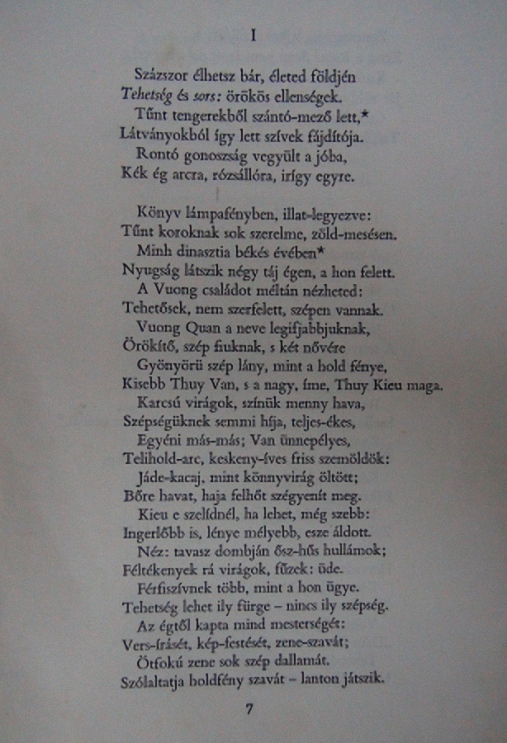 I
Százszor élhetsz bár, életed földjén
Tehetség és sors: örökös ellenségek.
Tűnt tengerekből szántó-mező lett,*
Látványokból így lett szívek fájdítója.
Rontó gonoszság vegyült a jóba,
Kék ég arcra, rózsállóra, irígy egyre.
Könyv lámpafényben, illat-legyezve:
Tűnt koroknak sok szerelme, zöld-mesésen.
Minh dinasztia békés évében*
Nyugság látszik négy táj égen, a hon felett.
A Vuong családot méltán nézheted:
Tehetősek, nem szerfelett, szépen vannak.
Vuong Quan a neve legifjabbjuknak,
Örökítő, szép fiuknak, s két nővére
Gyönyörü szép lány, mint a hold fénye,
Kisebb Thuy Van, s a nagy, íme, Thuy Kieu maga.
Karcsú virágok, színük menny hava,
Szépségüknek semmi híja, teljes-ékes,
Egyéni más-más; Van ünnepélyes,
Telihold-arc, keskeny-íves friss szemöldök:
Jáde-kacaj, mint könnyvirág öltött;
Bőre havat, haja felhőt szégyenít meg.
Kieu e szelídnél, ha lehet, még szebb:
Ingerlőbb is, lénye mélyebb, esze áldott.
Néz: tavasz dombján ősz-hűs hullámok;
Féltékenyek rá virágok, fűzek: üde.
Férfiszívnek több, mint a hon ügye.
Tehetség lehet ily fürge – nincs ily szépség.
Az égtől kapta mind mesterségét:
Vers-írását, kép-festését, zene-szavát;
Ötfokú zene sok szép dallamát.
Szólaltatja holdfény szavát – lanton játszik.
7